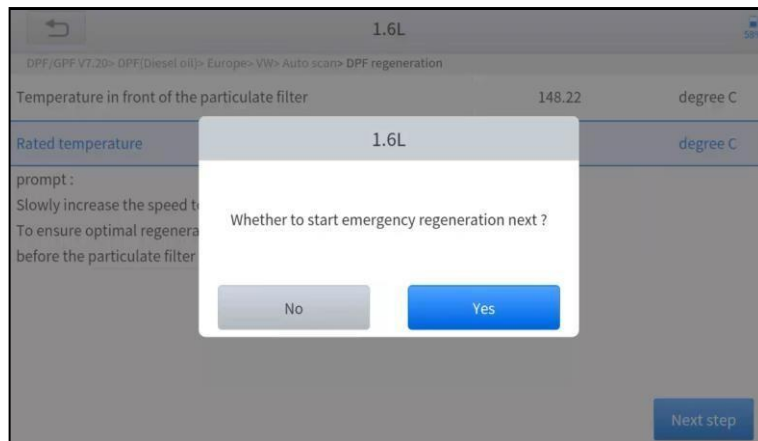 1.6L
58%
DPF/GPF V7.20> DPF(Diesel oil)> Europe> VW> Auto scan> DPF regeneration
Temperature in front of the particulate filter 148.22 degree C
Rated temperature degree C
prompt :
Slowly increase the speed
To ensure optimal
before the particulate filter
1.6L
Whether to start emergency regeneration next ?
No
Yes
Next step